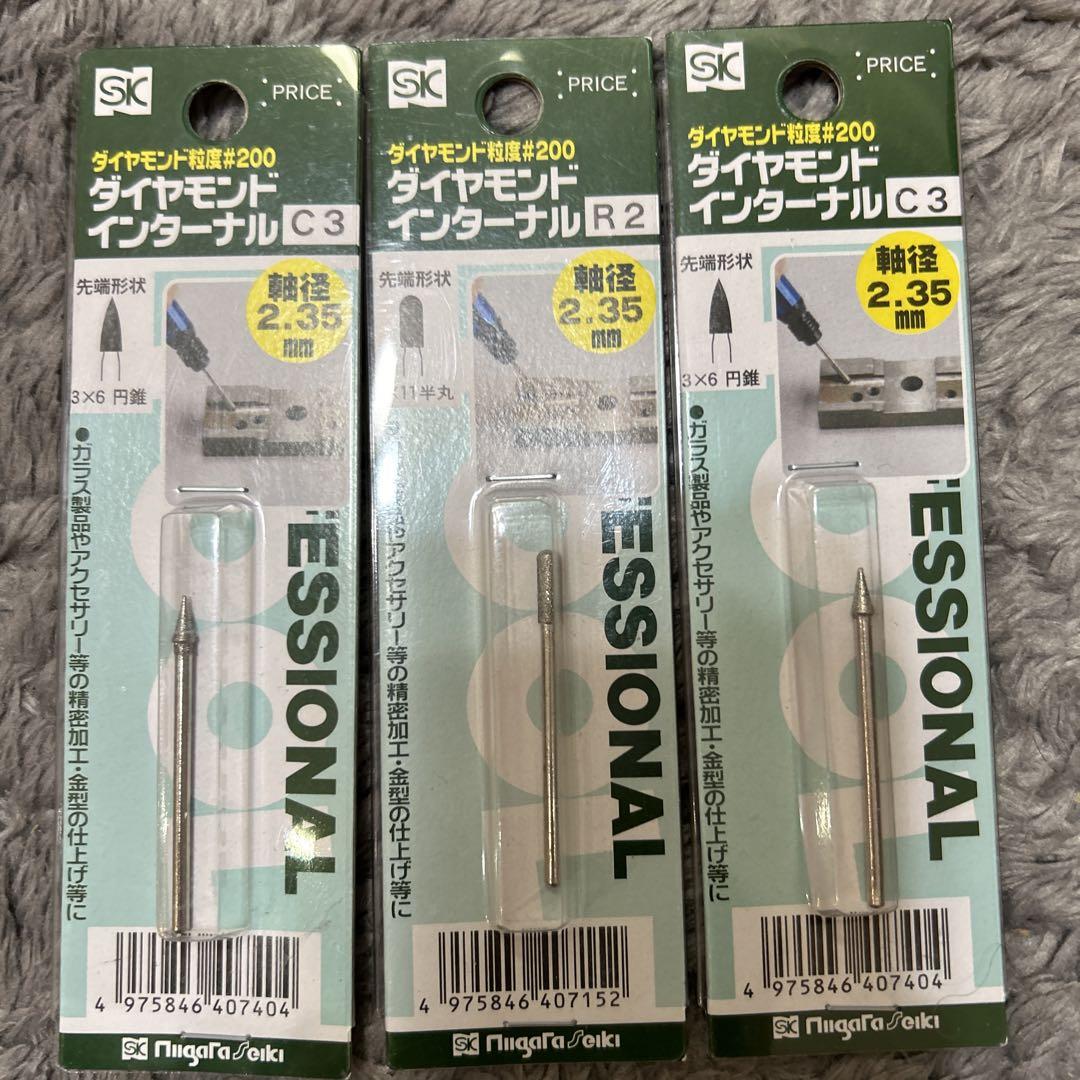 SK
PRICE
ダイヤモンド粒度#200
ダイヤモンド
インターナル C3
先端形状
軸径
2.35
mm
3×6 円錐
●ガラス製品やアクセサリー等の精密加工・金型の仕上げ等に
ESSIONAL
4 975846 407404
SK Niigata Seiki
SK
PRICE
ダイヤモンド粒度#200
ダイヤモンド
インターナル R2
先端形状
軸径
2.35
mm
11半丸
やアクセサリー等の精密加工・金型の仕上げ等に
ESSIONAL
4 975846 407152
SK Niigata Seiki
SK
PRICE
ダイヤモンド粒度#200
ダイヤモンド
インターナル C3
先端形状
軸径
2.35
mm
3×6 円錐
●ガラス製品やアクセサリー等の精密加工・金型の仕上げ等に
ESSIONAL
4 975846 407404
SK Niigata Seiki